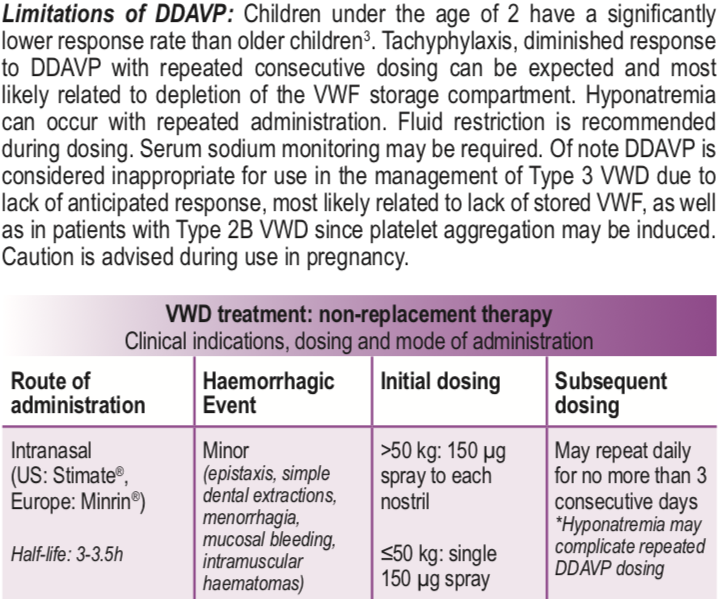 Limitations of DDAVP: Children under the age of 2 have a significantly
lower response rate than older children³. Tachyphylaxis, diminished response
to DDAVP with repeated consecutive dosing can be expected and most
likely related to depletion of the VWF storage compartment. Hyponatremia
can occur with repeated administration. Fluid restriction is recommended
during dosing. Serum sodium monitoring may be required. Of note DDAVP is
considered inappropriate for use in the management of Type 3 VWD due to
lack of anticipated response, most likely related to lack of stored VWF, as well
as in patients with Type 2B VWD since platelet aggregation may be induced.
Caution is advised during use in pregnancy.
VWD treatment: non-replacement therapy
Clinical indications, dosing and mode of administration
Route of
administration
Haemorrhagic
Event
Initial dosing
Subsequent
dosing
Intranasal
(US: Stimate®,
Europe: Minrin®)
Half-life: 3-3.5h
Minor
(epistaxis, simple
dental extractions,
menorrhagia,
mucosal bleeding,
intramuscular
haematomas)
>50 kg: 150 µg
spray to each
nostril
≤50 kg: single
150 µg spray
May repeat daily
for no more than 3
consecutive days
*Hyponatremia may
complicate repeated
DDAVP dosing